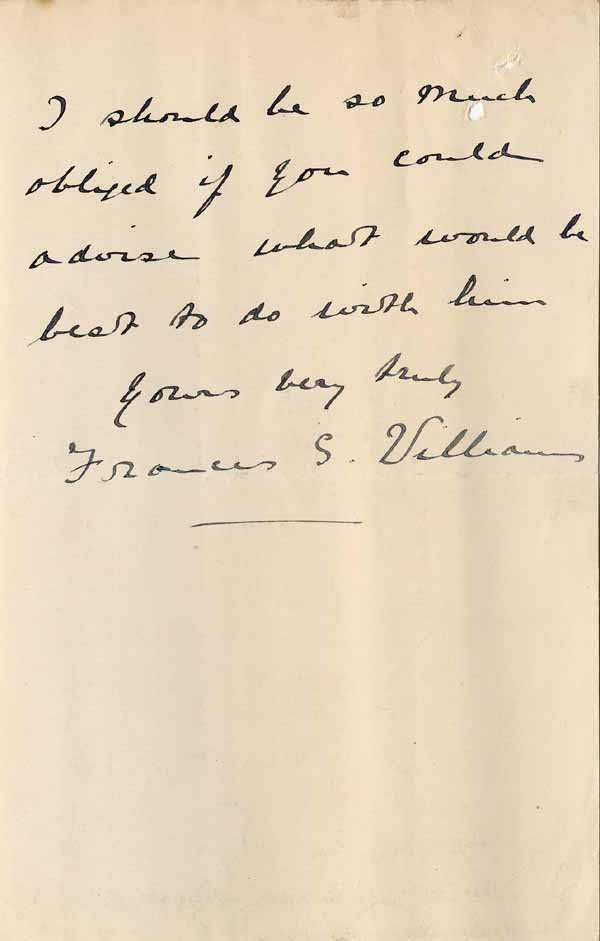 I should be so much
obliged if you could
advise what would be
best to do with him
Yours very truly
Frances S. Williams